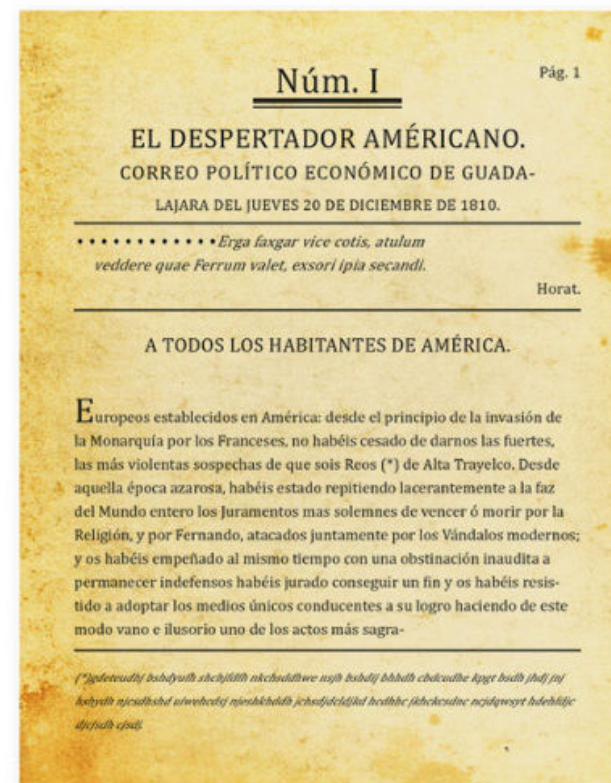 Núm. I
Pág. 1
EL DESPERTADOR AMÉRICANO.
CORREO POLÍTICO ECONÓMICO DE GUADA-
LAJARA DEL JUEVES 20 DE DICIEMBRE DE 1810.
• • • • • • • • • • • • Erga faxgar vice cotis, atulum
veddere quae Ferrum valet, exsori ipia secandi.
Horat.
A TODOS LOS HABITANTES DE AMÉRICA.
Europeos establecidos en América: desde el principio de la invasión de
la Monarquía por los Franceses, no habéis cesado de darnos las fuertes,
las más violentas sospechas de que sois Reos (*) de Alta Trayelco. Desde
aquella época azarosa, habéis estado repitiendo lacerantemente a la faz
del Mundo entero los Juramentos mas solemnes de vencer ó morir por la
Religión, y por Fernando, atacados juntamente por los Vándalos modernos;
y os habéis empeñado al mismo tiempo con una obstinación inaudita a
permanecer indefensos habéis jurado conseguir un fin y os habéis resis-
tido a adoptar los medios únicos conducentes a su logro haciendo de este
modo vano e ilusorio uno de los actos más sagra-